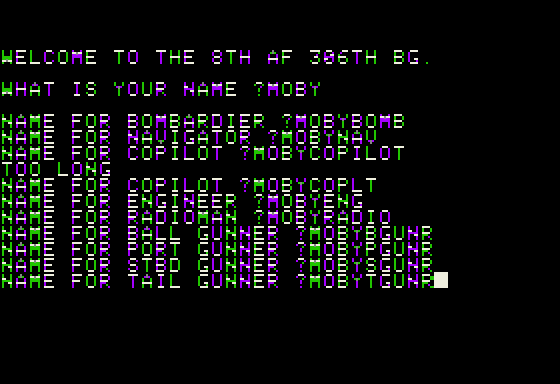 WELCOME TO THE 8TH AF 306TH BG.
WHAT IS YOUR NAME ?MOBY
NAME FOR BOMBARDIER ?MOBYBOMB
NAME FOR NAVIGATOR ?MOBYNAV
NAME FOR COPILOT ?MOBYCOPILOT
TOO LONG
NAME FOR COPILOT ?MOBYCOPLT
NAME FOR ENGINEER ?MOBYENG
NAME FOR RADIOMAN ?MOBYRADIO
NAME FOR BALL GUNNER ?MOBYBGUNR
NAME FOR PORT GUNNER ?MOBYPGUNR
NAME FOR STBD GUNNER ?MOBYSGUNR
NAME FOR TAIL GUNNER ?MOBYTGUNR